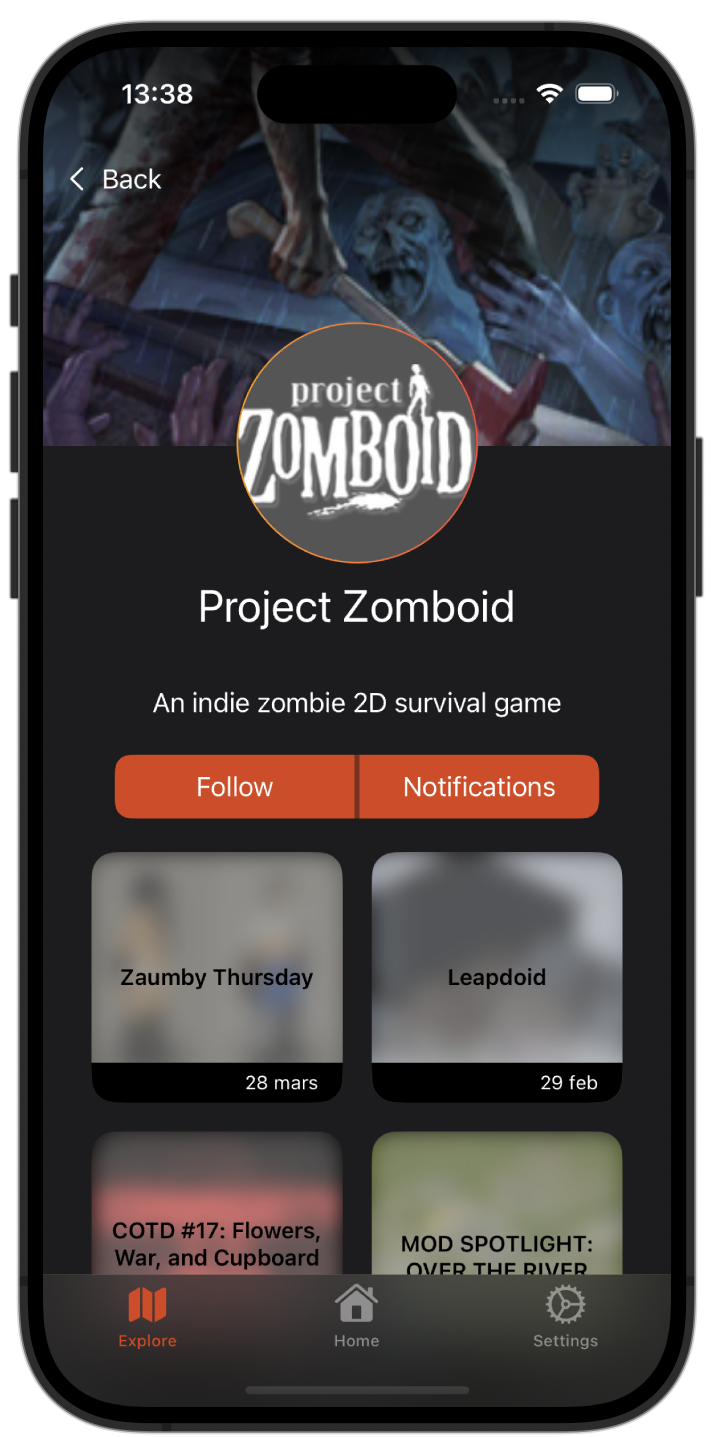 13:38
Back
project
ZOMBOID
Project Zomboid
An indie zombie 2D survival game
Follow
Notifications
Zaumby Thursday
Leapdoid
28 mars
29 feb
COTD #17: Flowers,
War, and Cupboard
MOD SPOTLIGHT:
OVER THE RIVER
Explore
Home
Settings